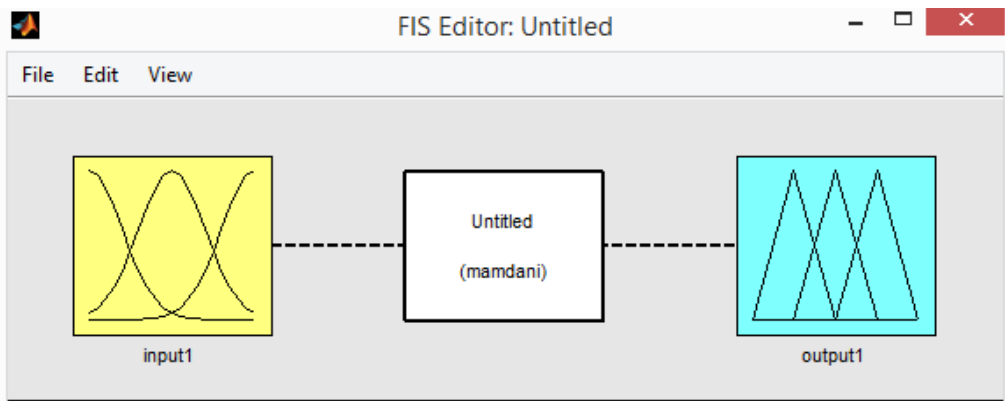 FIS Editor: Untitled
File Edit View
Untitled
(mamdani)
input1
output1